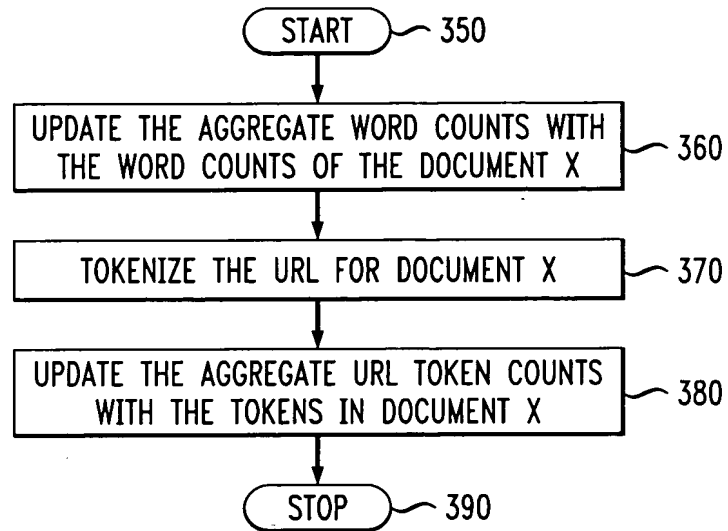 START 350
UPDATE THE AGGREGATE WORD COUNTS WITH
THE WORD COUNTS OF THE DOCUMENT X 360
TOKENIZE THE URL FOR DOCUMENT X 370
UPDATE THE AGGREGATE URL TOKEN COUNTS
WITH THE TOKENS IN DOCUMENT X 380
STOP 390